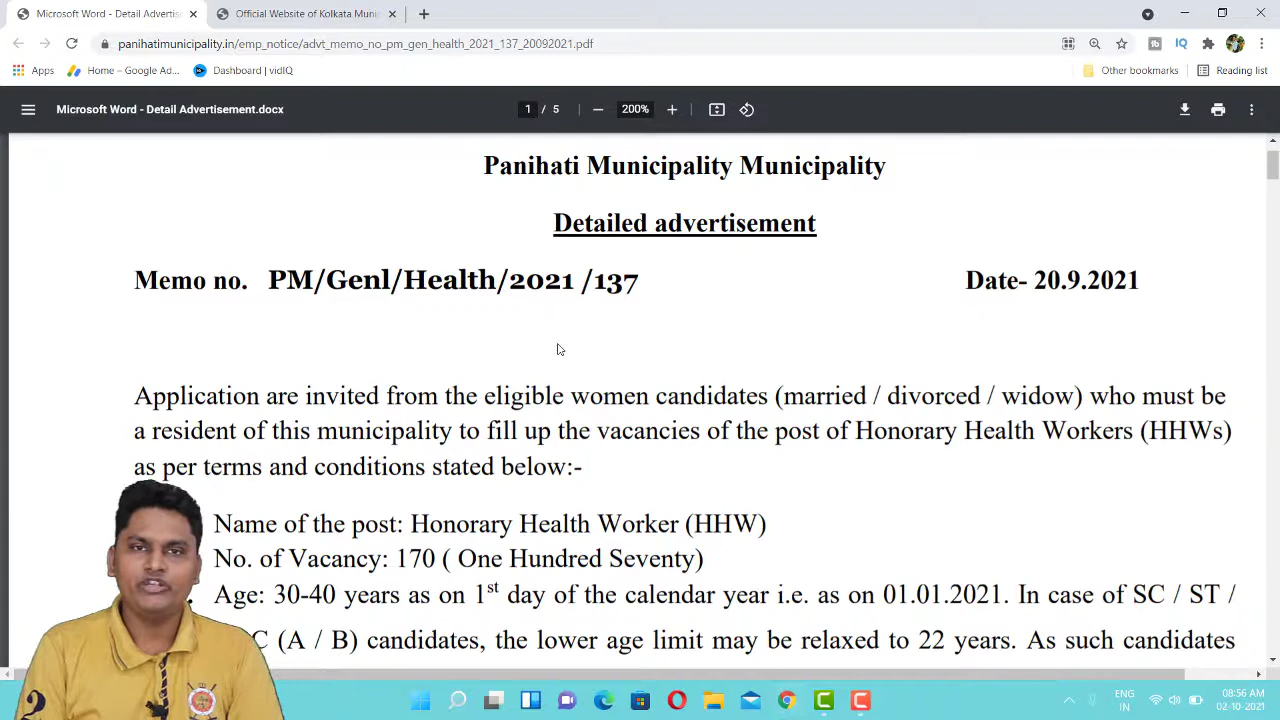 Microsoft Word - Detail Advertise
Official Website of Kolkata Muni
panihatimunicipality.in/emp_notice/advt_memo_no_pm_gen_health_2021_137_20092021.pdf
Apps
Home – Google Ad...
Dashboard | vidIQ
Other bookmarks
Reading list
Microsoft Word - Detail Advertisement.docx
1 / 5
200%
Panihati Municipality Municipality
Detailed advertisement
Memo no. PM/Genl/Health/2021 /137
Date- 20.9.2021
Application are invited from the eligible women candidates (married / divorced / widow) who must be
a resident of this municipality to fill up the vacancies of the post of Honorary Health Workers (HHWs)
as per terms and conditions stated below:-
Name of the post: Honorary Health Worker (HHW)
No. of Vacancy: 170 ( One Hundred Seventy)
Age: 30-40 years as on 1st day of the calendar year i.e. as on 01.01.2021. In case of SC / ST /
C (A / B) candidates, the lower age limit may be relaxed to 22 years. As such candidates
2
ENG
IN
08:56 AM
02-10-2021